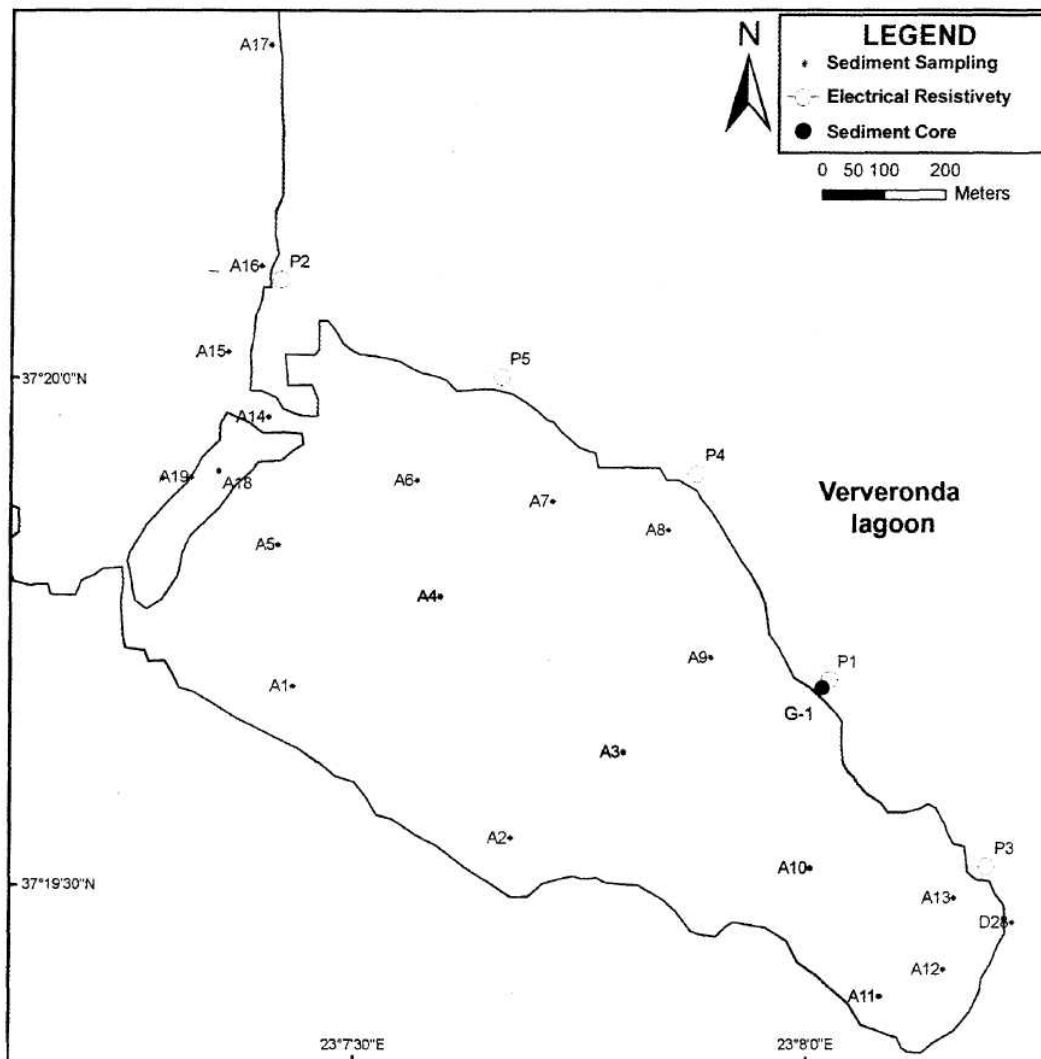 A17
N
LEGEND
Sediment Sampling
Electrical Resistivety
Sediment Core
0 50 100 200
Meters
A16
P2
A15
P5
37°20'0"N
A14
P4
A19
A18
A6
A7
Ververonda
lagoon
A8
A5
A4
A9
P1
A1
G-1
A3
A2
P3
A10
37°19'30"N
A13
D28
A12
A11
23°7'30"E
23°8'0"E